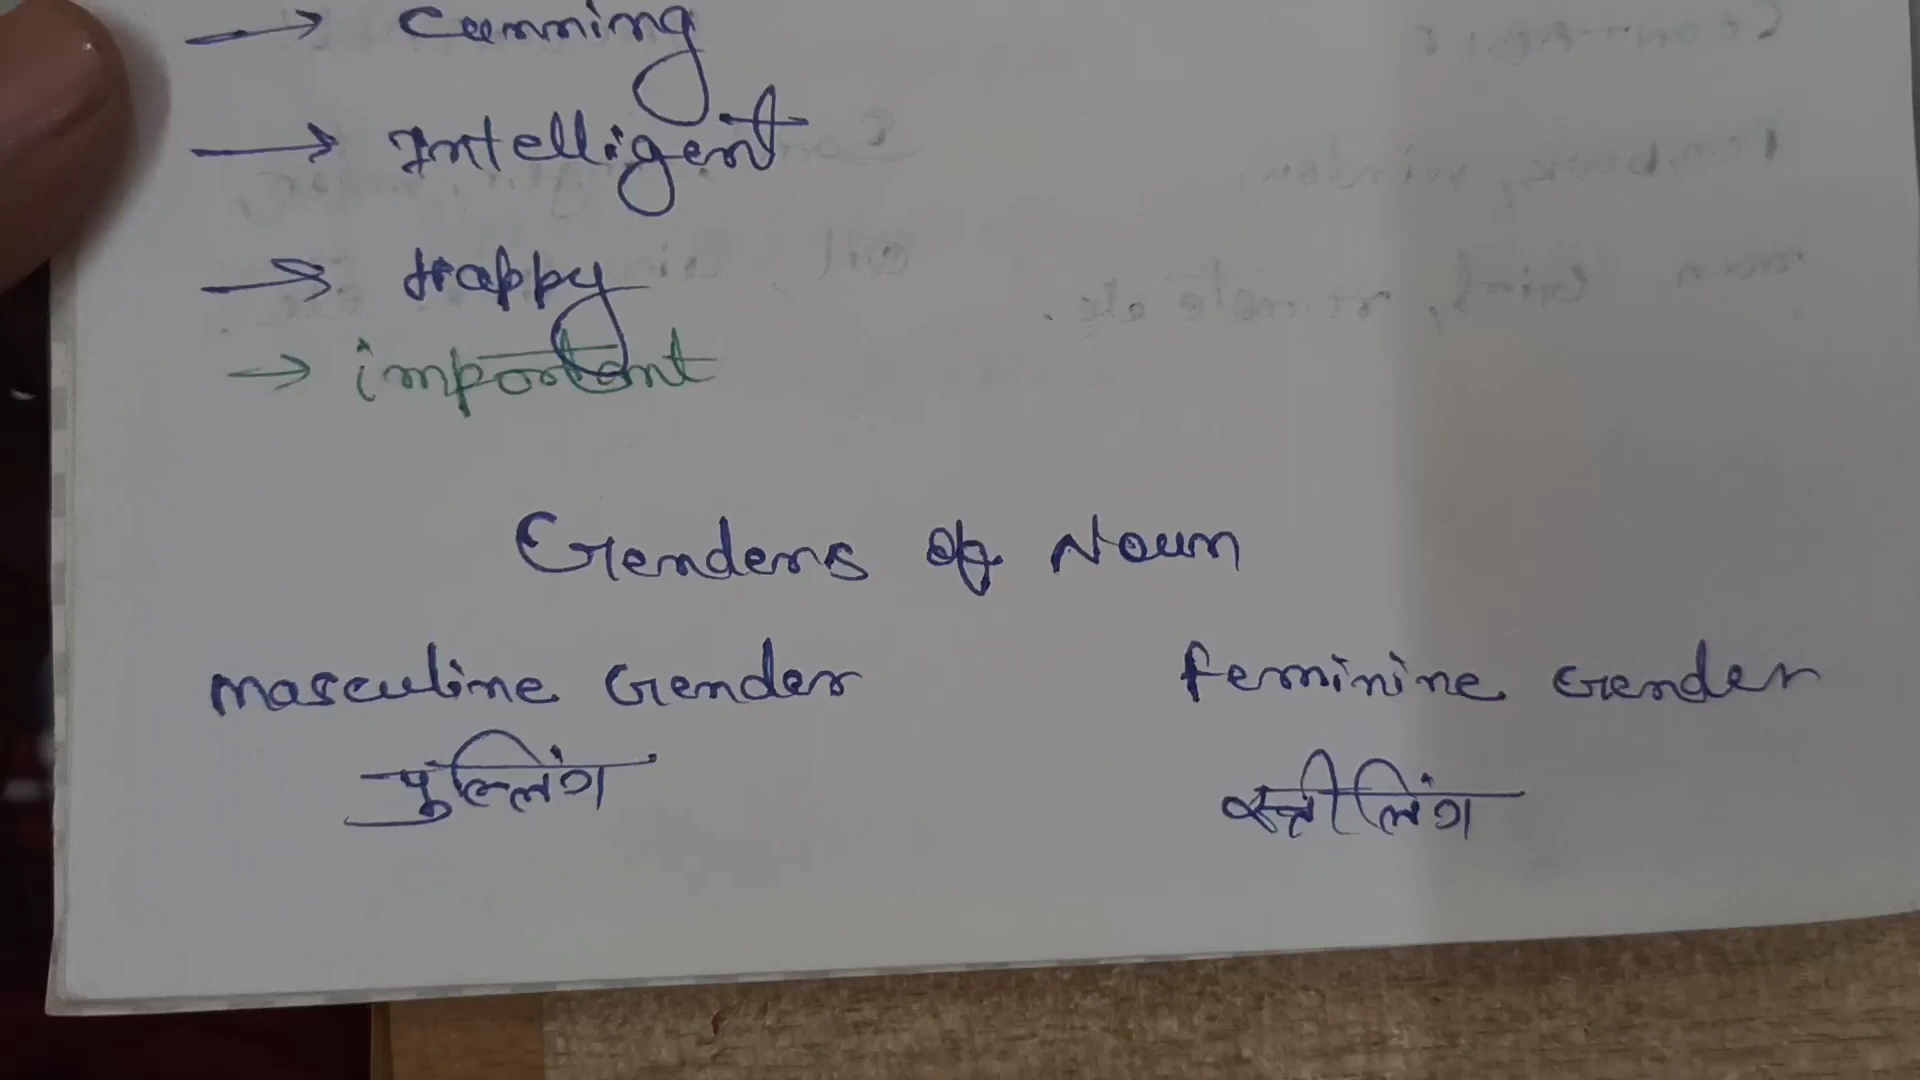 → Cunning
→ Intelligent
→ Happy
→ important
Genders of Noun
Masculine Gender Feminine Gender
पुल्लिंग स्त्रीलिंग